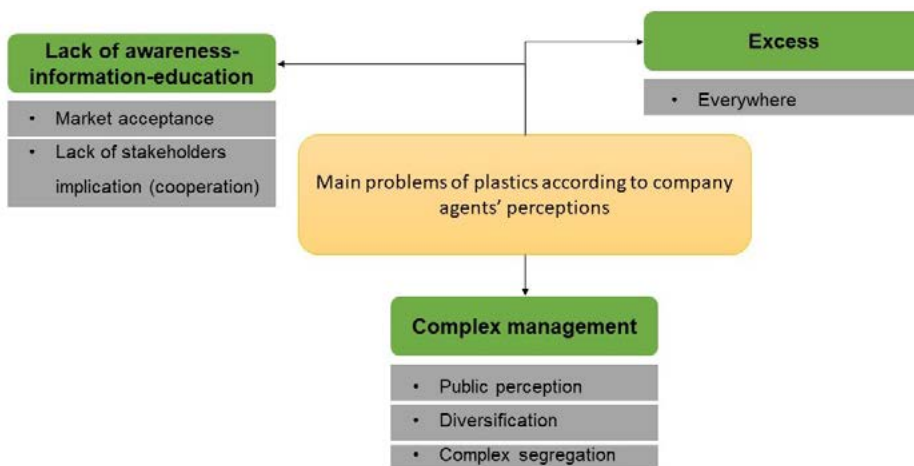 Lack of awareness-
information-education
• Market acceptance
• Lack of stakeholders
implication (cooperation)
Excess
• Everywhere
Main problems of plastics according to company
agents’ perceptions
Complex management
• Public perception
• Diversification
• Complex segregation